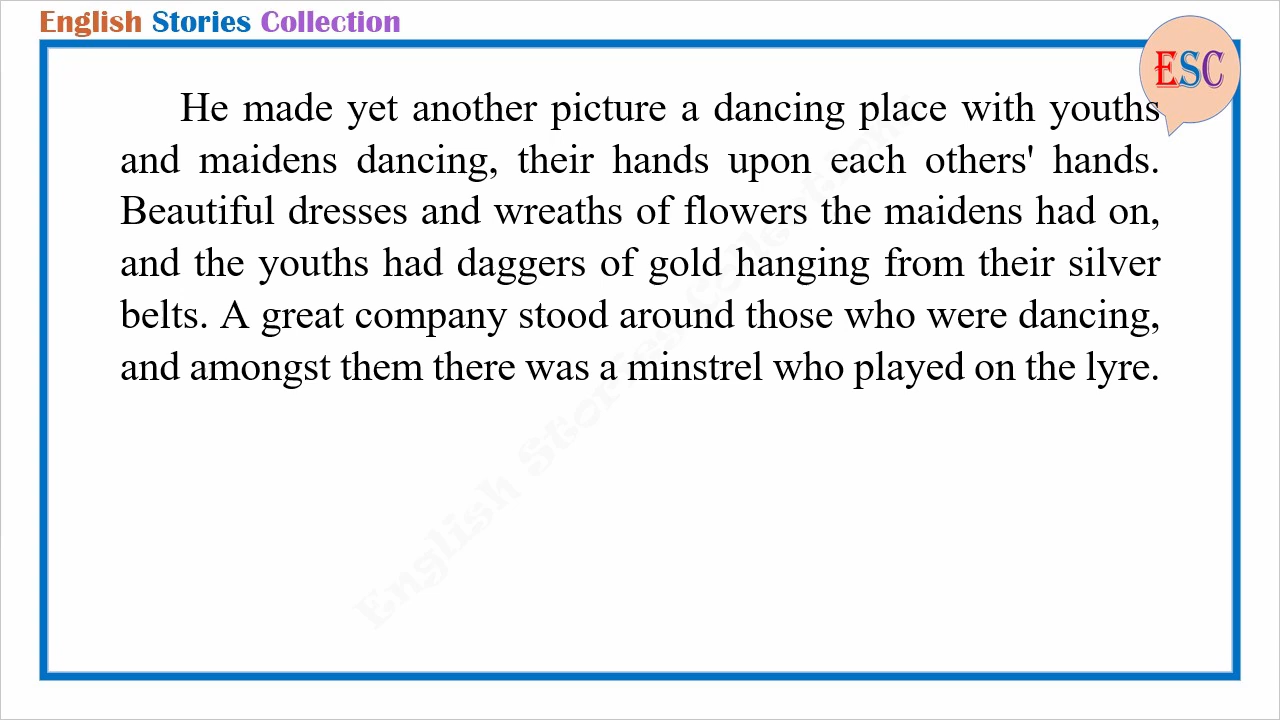 English Stories Collection
ESC
He made yet another picture a dancing place with youths
and maidens dancing, their hands upon each others' hands.
Beautiful dresses and wreaths of flowers the maidens had on,
and the youths had daggers of gold hanging from their silver
belts. A great company stood around those who were dancing,
and amongst them there was a minstrel who played on the lyre.
English Stories Collection